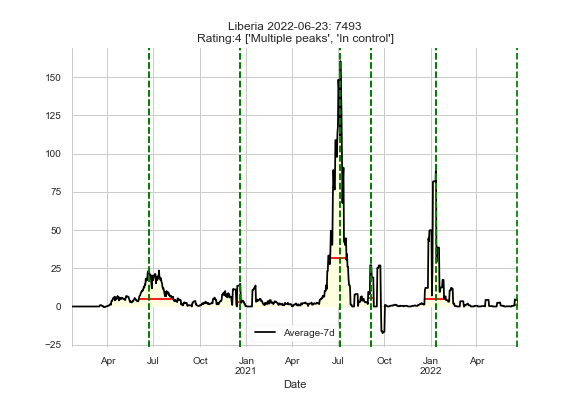 Liberia 2022-06-23: 7493
Rating:4 ['Multiple peaks', 'In control']
150
125
100
75
50
25
0
−25
Average-7d
Apr Jul Oct Jan Apr Jul Oct Jan Apr
2021 2022
Date